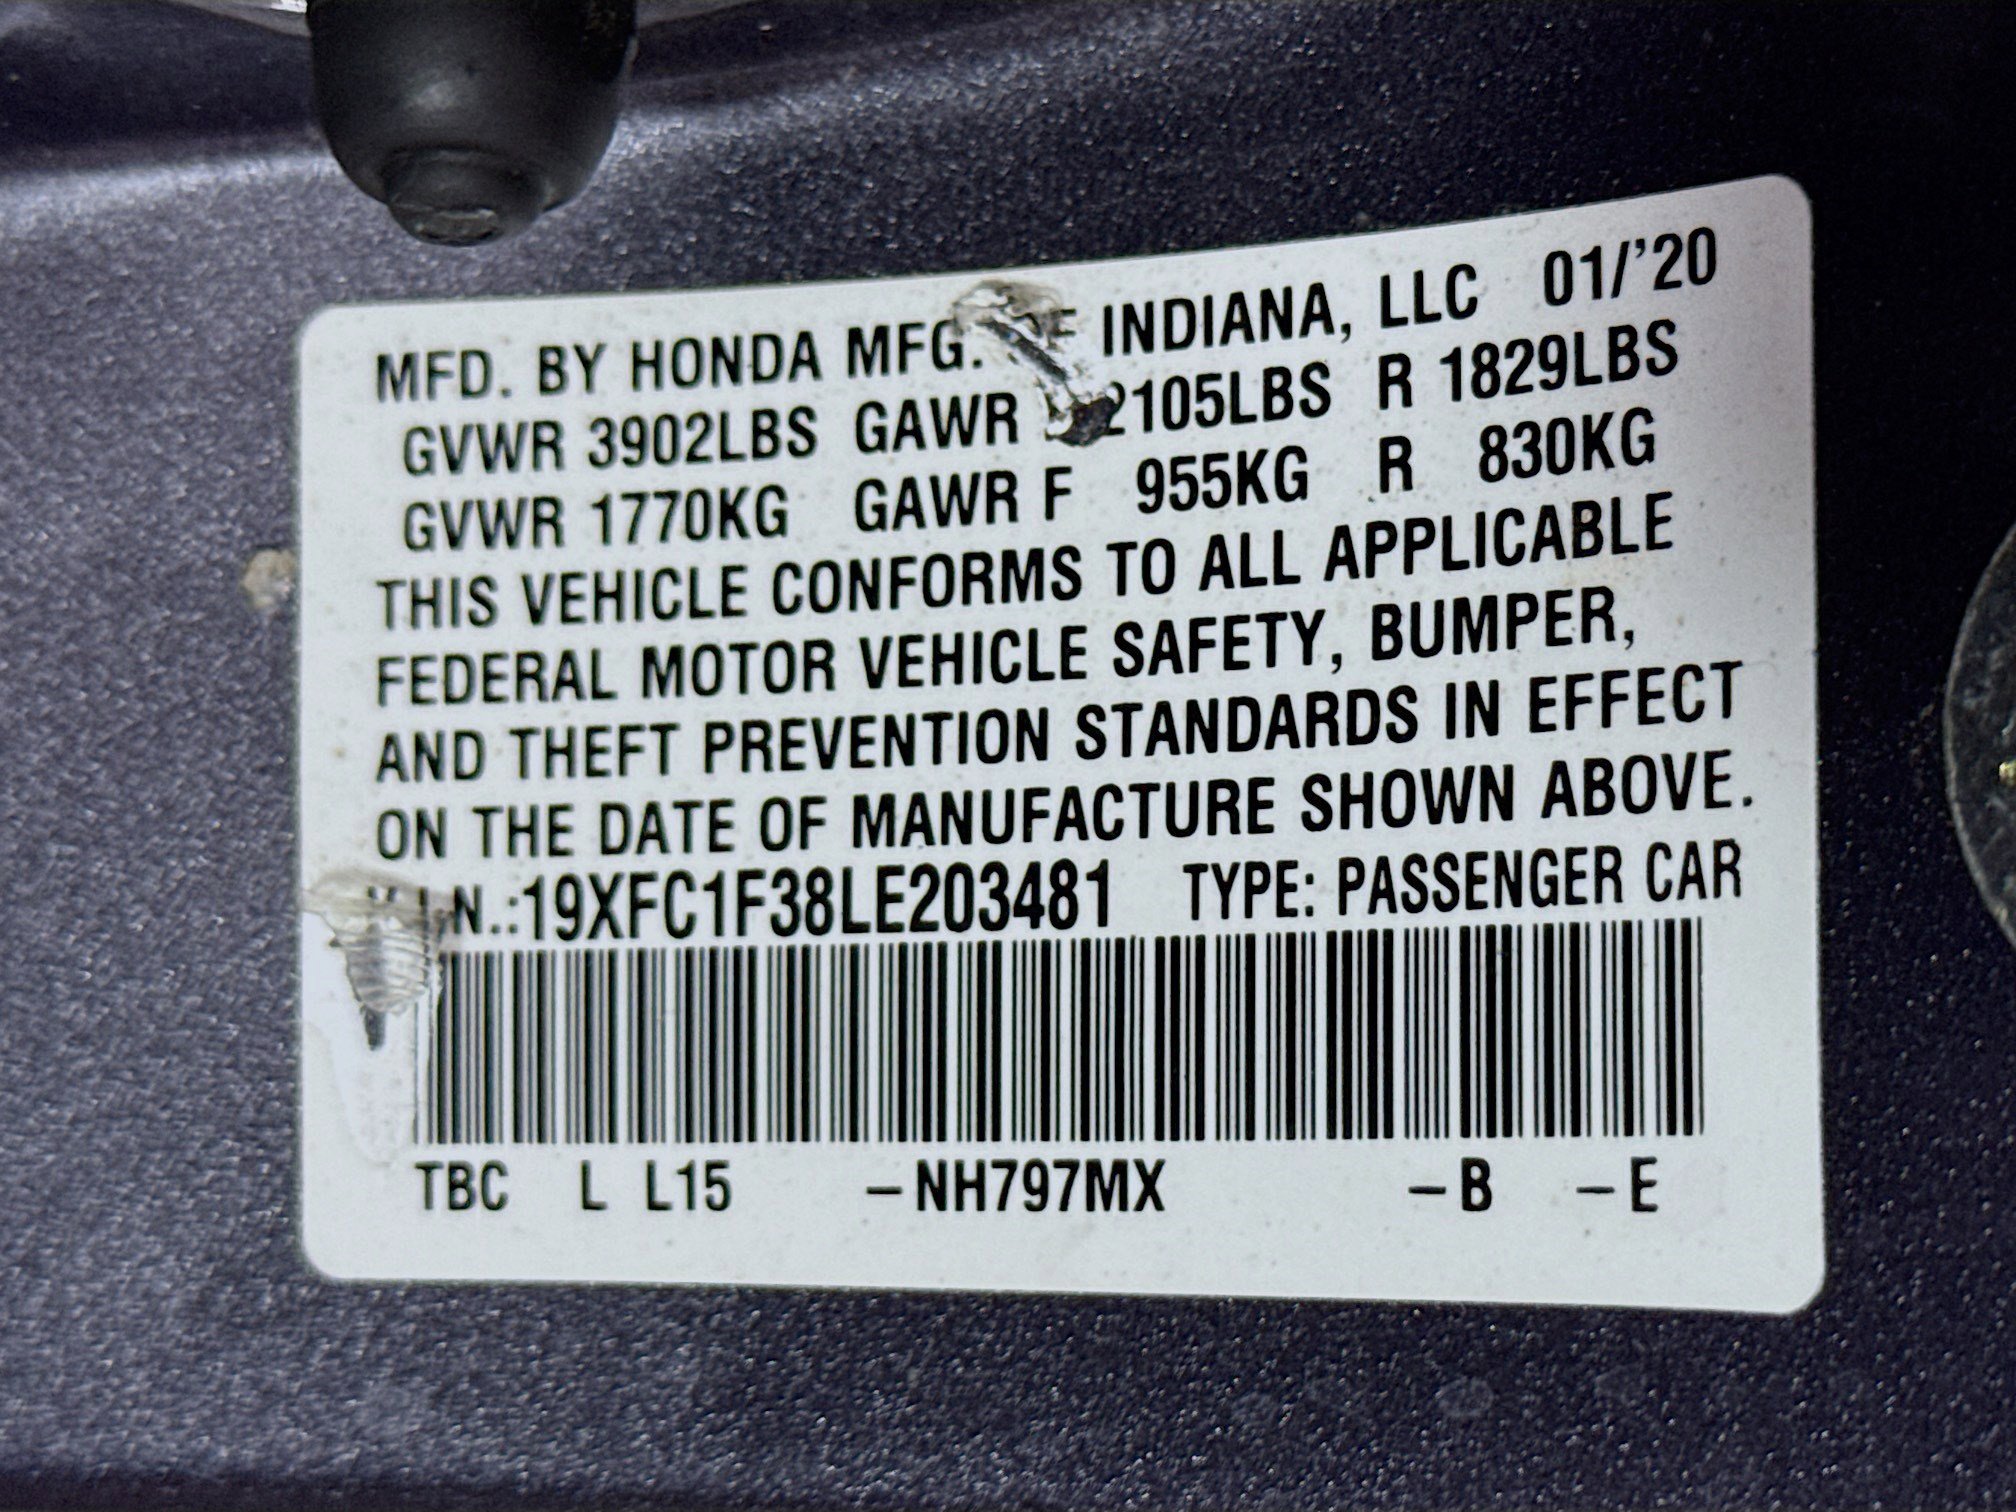 MFD. BY HONDA MFG. INDIANA, LLC 01/'20
GVWR 3902LBS GAWR 2105LBS R 1829LBS
GVWR 1770KG GAWR F 955KG R 830KG
THIS VEHICLE CONFORMS TO ALL APPLICABLE
FEDERAL MOTOR VEHICLE SAFETY, BUMPER,
AND THEFT PREVENTION STANDARDS IN EFFECT
ON THE DATE OF MANUFACTURE SHOWN ABOVE.
V.I.N.:19XFC1F38LE203481 TYPE: PASSENGER CAR
TBC L L15 –NH797MX –B –E